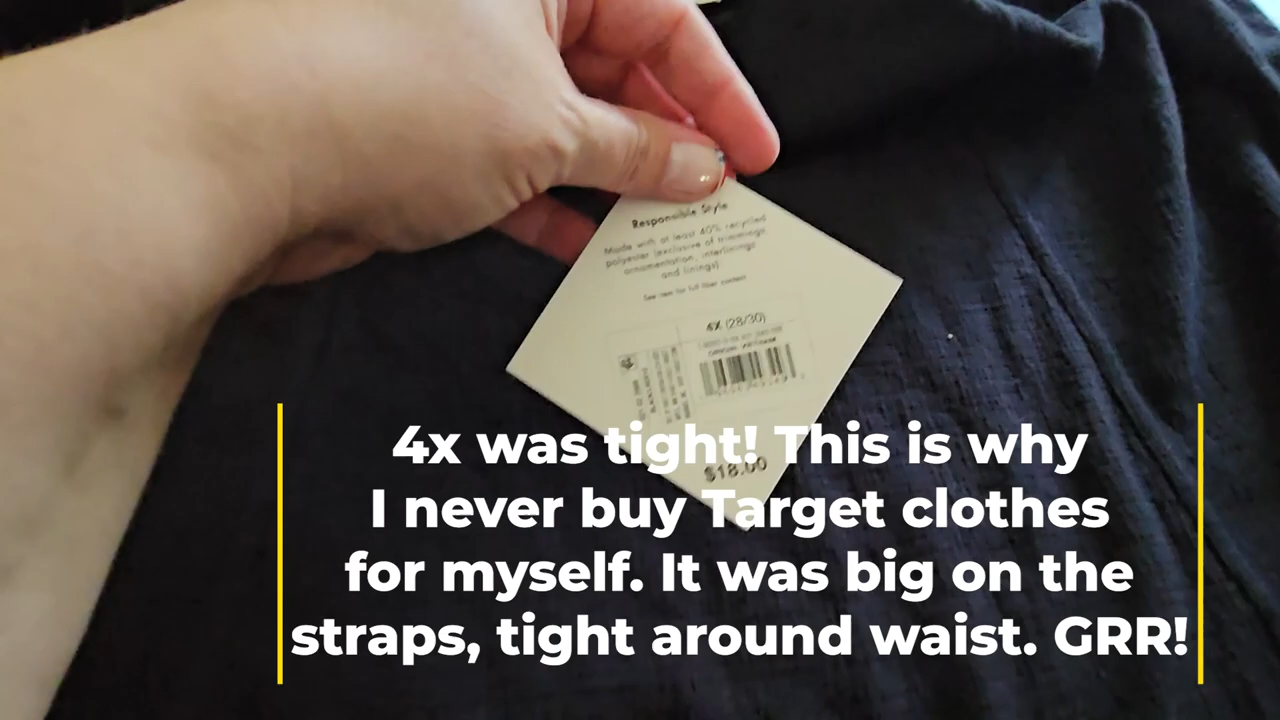 Responsible Style
Made with at least 40% recycled
polyester (exclusive of trimmings
ornamentation, interlinings
and linings)
See item for full fiber content
4X (28/30)
$18.00
4x was tight! This is why
I never buy Target clothes
for myself. It was big on the
straps, tight around waist. GRR!